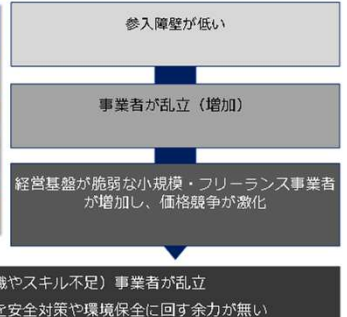 参入障壁が低い
事業者が乱立（増加）
経営基盤が脆弱な小規模・フリーランス事業者
が増加し、価格競争が激化
識やスキル不足）事業者が乱立
を安全対策や環境保全に回す余力が無い